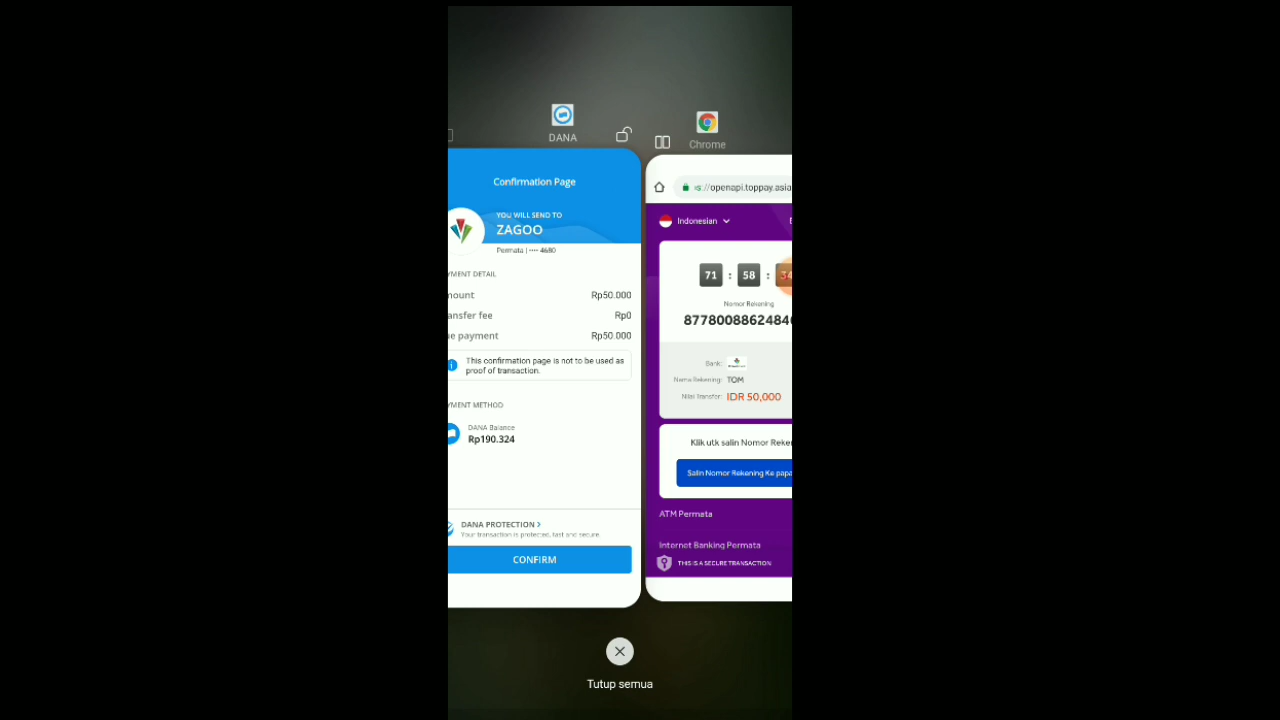 DANA
Confirmation Page
YOU WILL SEND TO
ZAGOO
Permata | •••• 4680
YMENT DETAIL
mount Rp50.000
ansfer fee Rp0
ue payment Rp50.000
This confirmation page is not to be used as
proof of transaction.
YMENT METHOD
DANA Balance
Rp190.324
DANA PROTECTION >
Your transaction is protected, fast and secure
CONFIRM
Chrome
://openapi.toppay.asia
Indonesian
71 : 58 : 34
Nomor Rekening
8778008862484
Bank:
Nama Rekening: TOM
Nilai Transfer: IDR 50,000
Klik utk salin Nomor Reke
Salin Nomor Rekening Ke papa
ATM Permata
Internet Banking Permata
THIS IS A SECURE TRANSACTION
Tutup semua